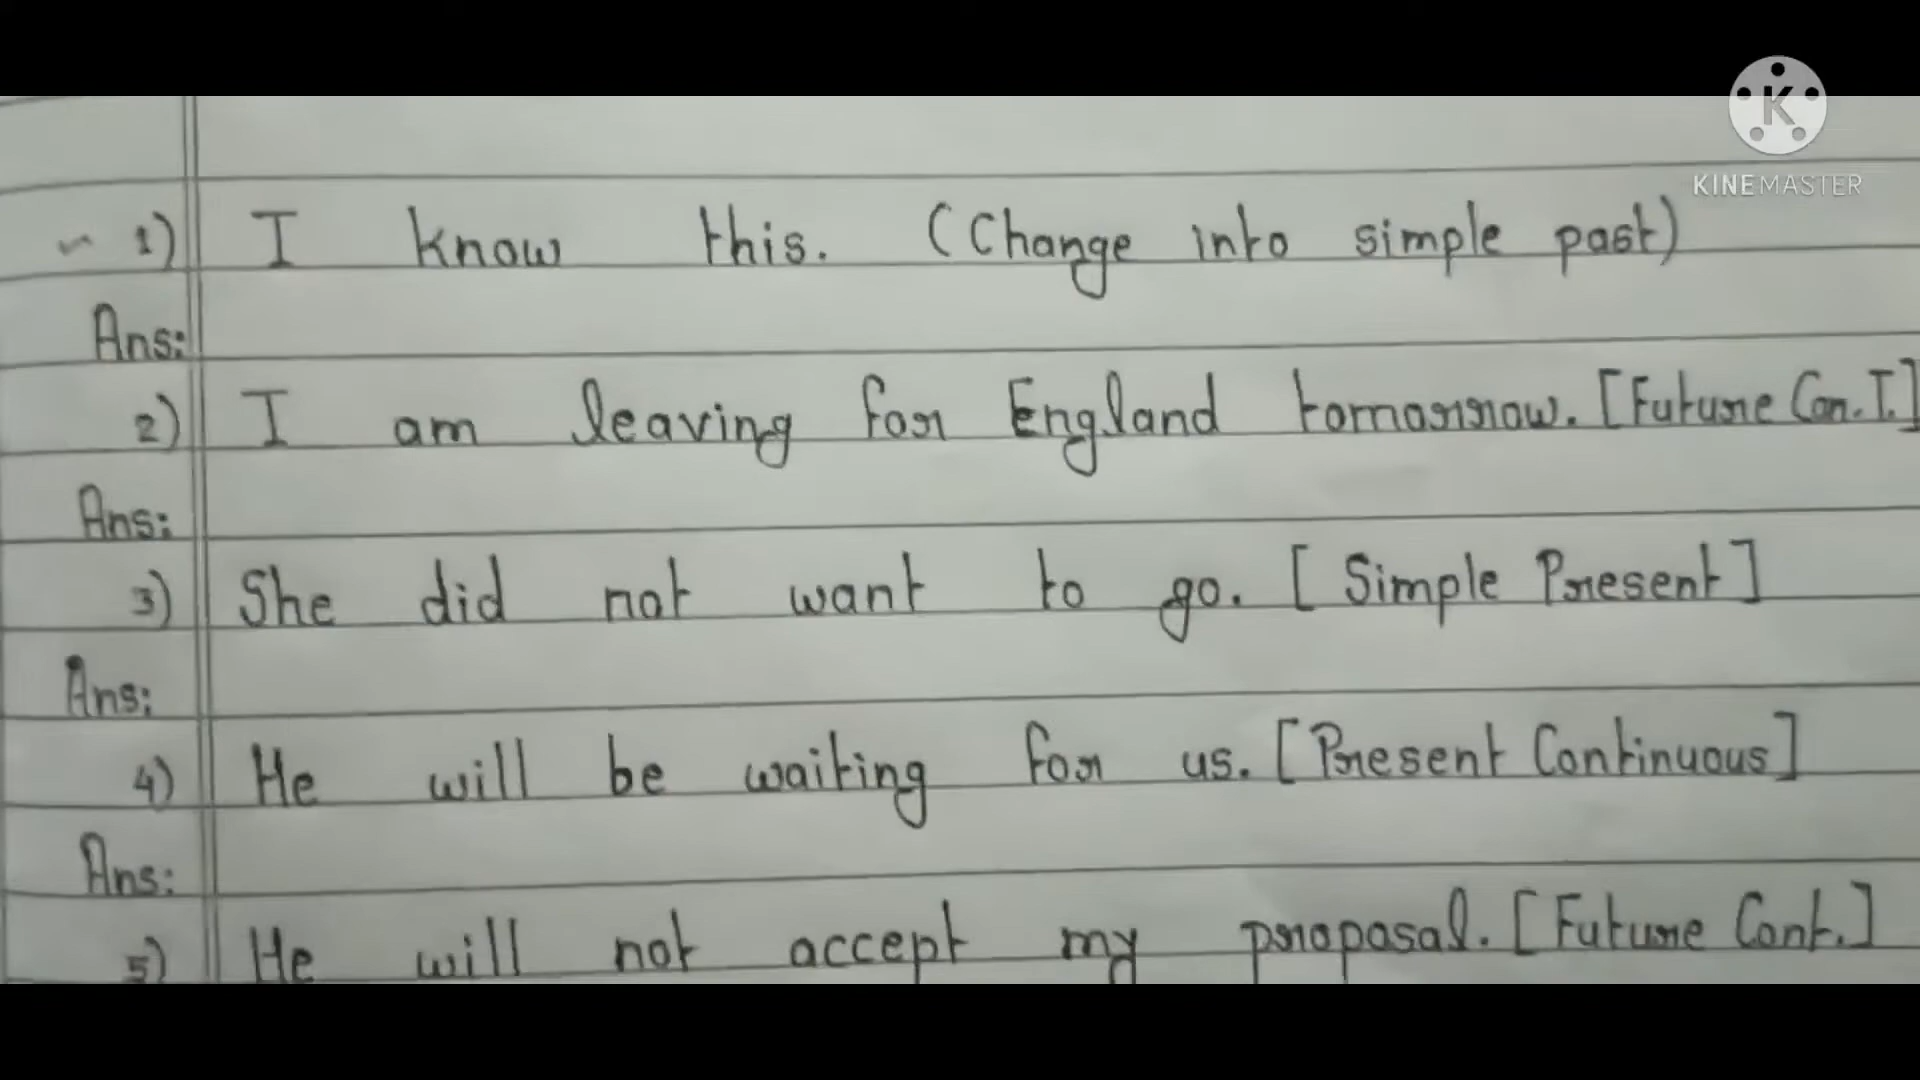 KINEMASTER
1) I know this. (Change into simple past)
Ans:
2) I am leaving for England tomorrow. [Future Con.T.]
Ans:
3) She did not want to go. [Simple Present]
Ans:
4) He will be waiting for us. [Present Continuous]
Ans:
5) He will not accept my proposal. [Future Cont.]